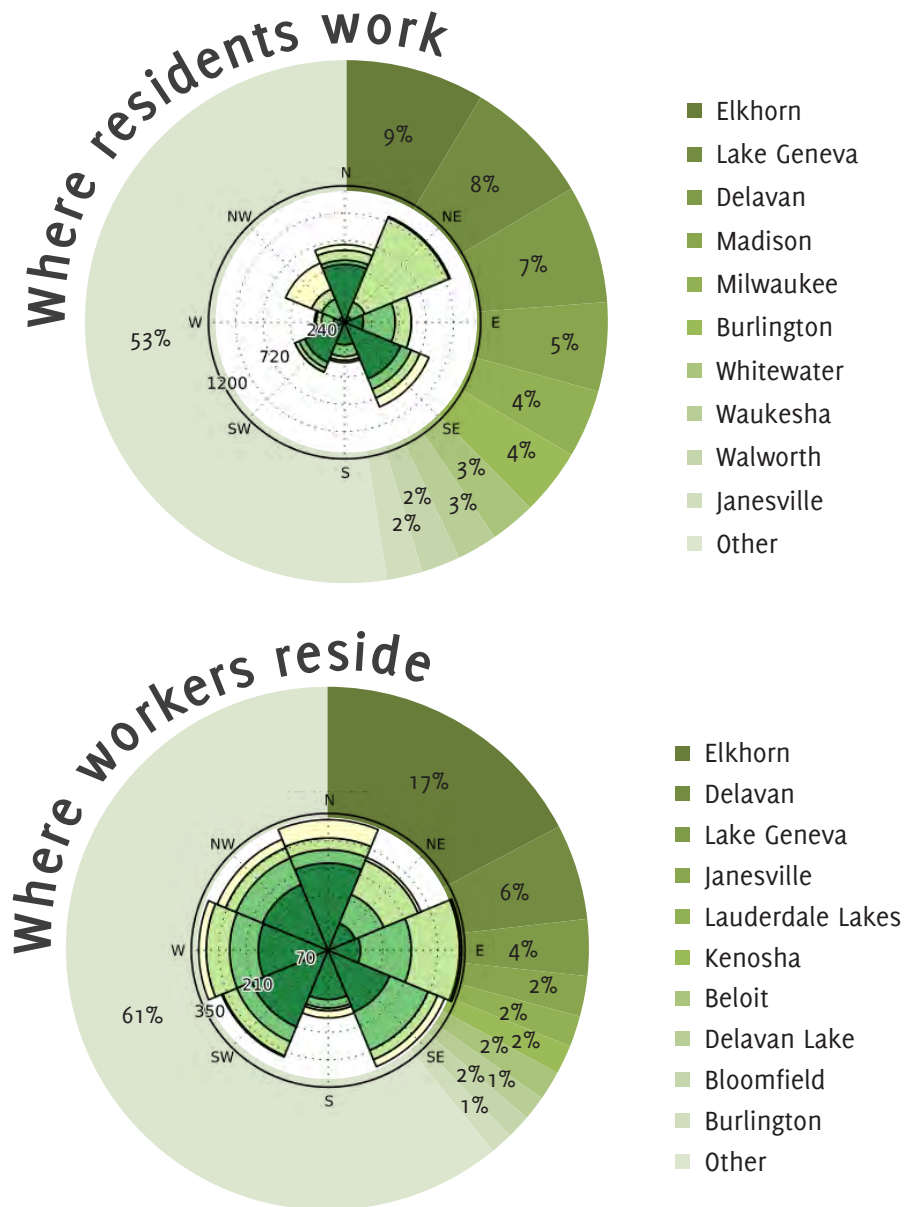 Where residents work
9%
8%
7%
5%
4%
4%
3%
3%
2%
2%
53%
N
NE
E
SE
S
SW
W
NW
240
720
1200
Elkhorn
Lake Geneva
Delavan
Madison
Milwaukee
Burlington
Whitewater
Waukesha
Walworth
Janesville
Other
Where workers reside
17%
6%
4%
2%
2%
2%
2%
1%
2%
1%
61%
N
NE
E
SE
S
SW
W
NW
70
210
350
Elkhorn
Delavan
Lake Geneva
Janesville
Lauderdale Lakes
Kenosha
Beloit
Delavan Lake
Bloomfield
Burlington
Other